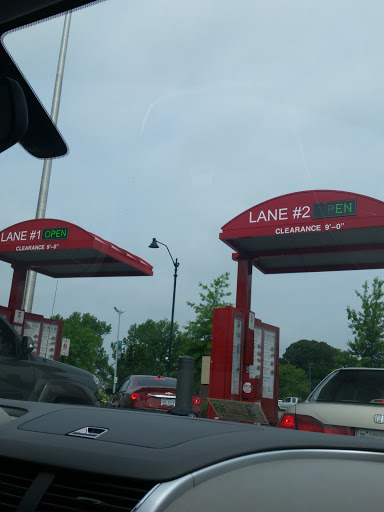 LANE #1 OPEN
CLEARANCE 9'-0"
LANE #2 OPEN
CLEARANCE 9'-0"